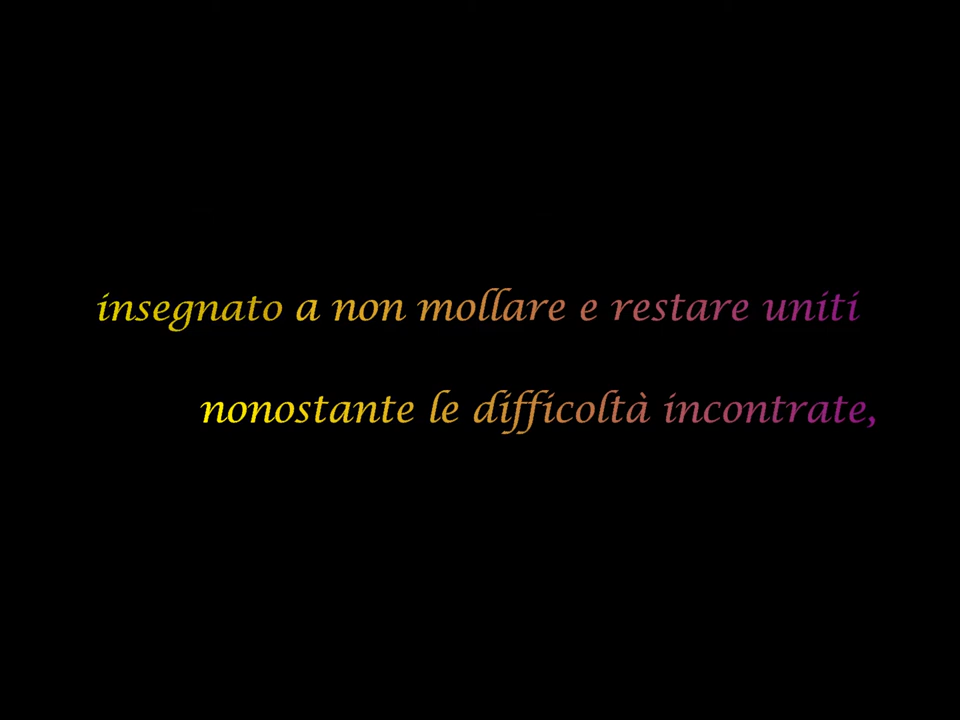 insegnato a non mollare e restare uniti
nonostante le difficoltà incontrate,